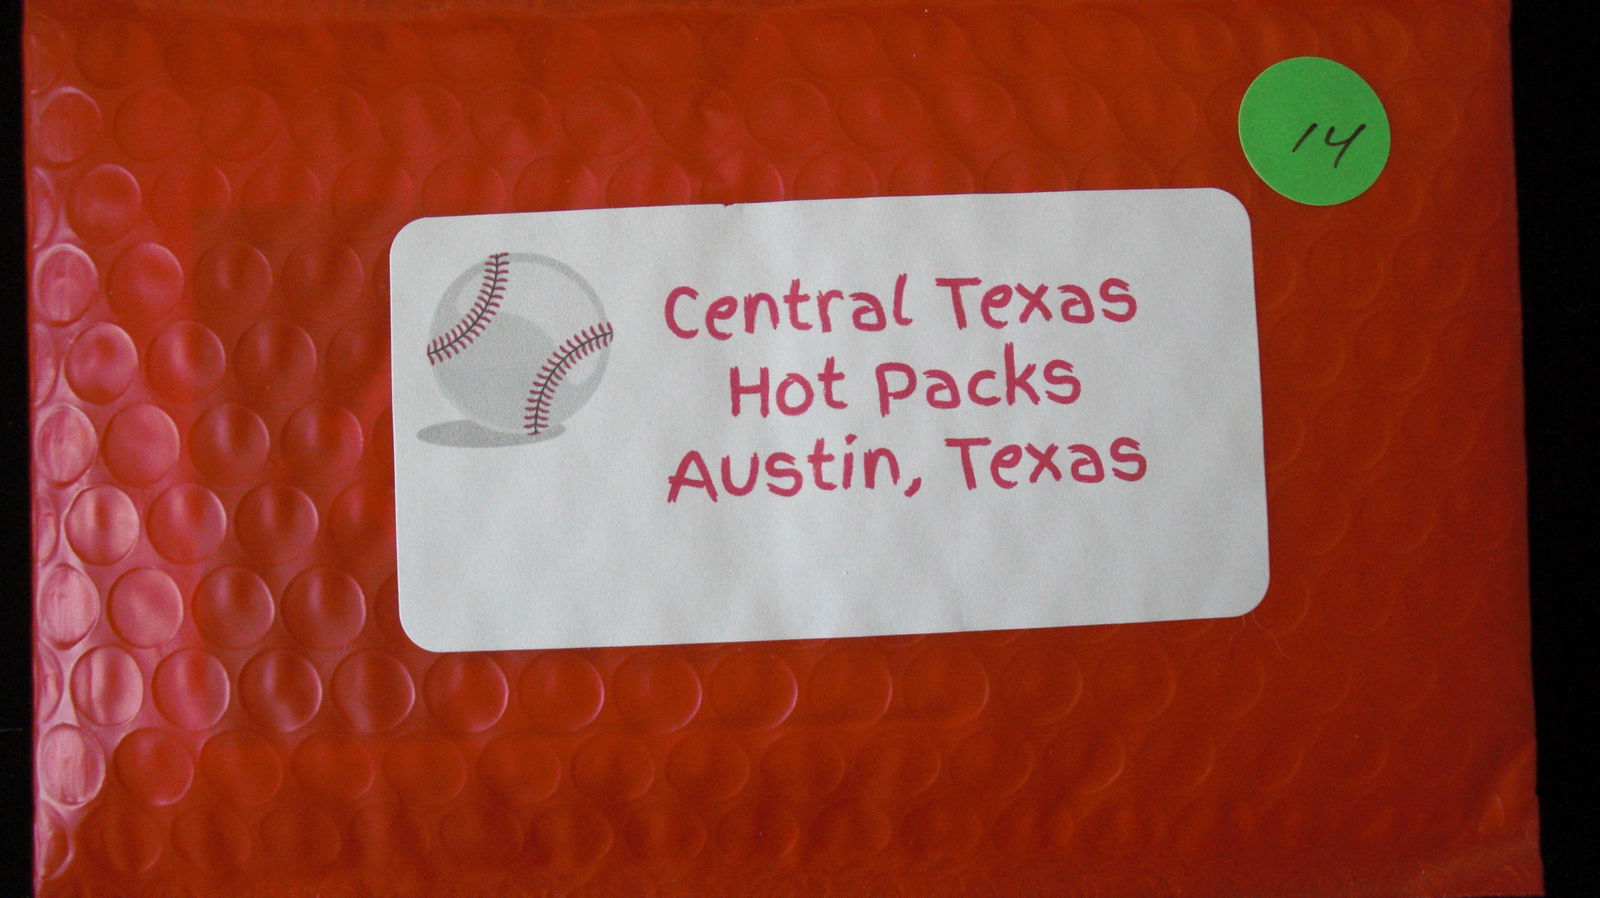 14
Central Texas
Hot Packs
Austin, Texas